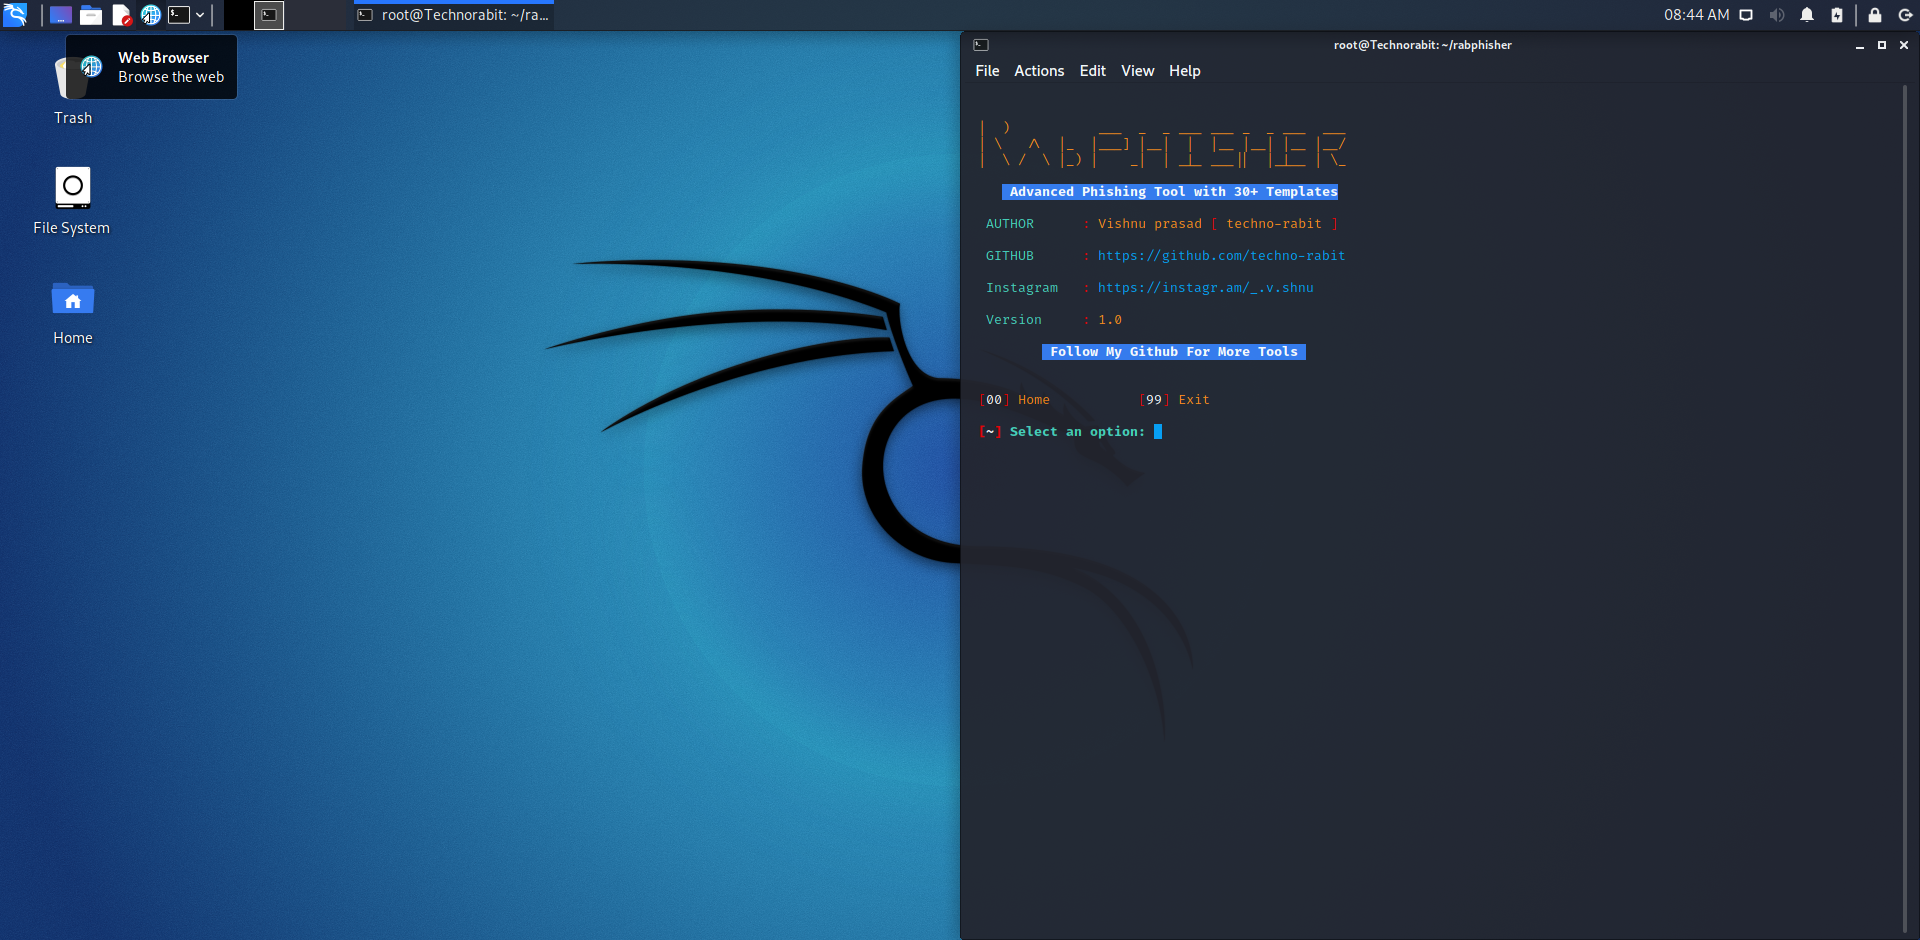 root@Technorabit: ~/ra...
08:44 AM
Web Browser
Browse the web
Trash
File System
Home
root@Technorabit: ~/rabphisher
File Actions Edit View Help
Advanced Phishing Tool with 30+ Templates
AUTHOR : Vishnu prasad [ techno-rabit ]
GITHUB : https://github.com/techno-rabit
Instagram : https://instagr.am/_.v.shnu
Version : 1.0
Follow My Github For More Tools
[00] Home [99] Exit
[~] Select an option: